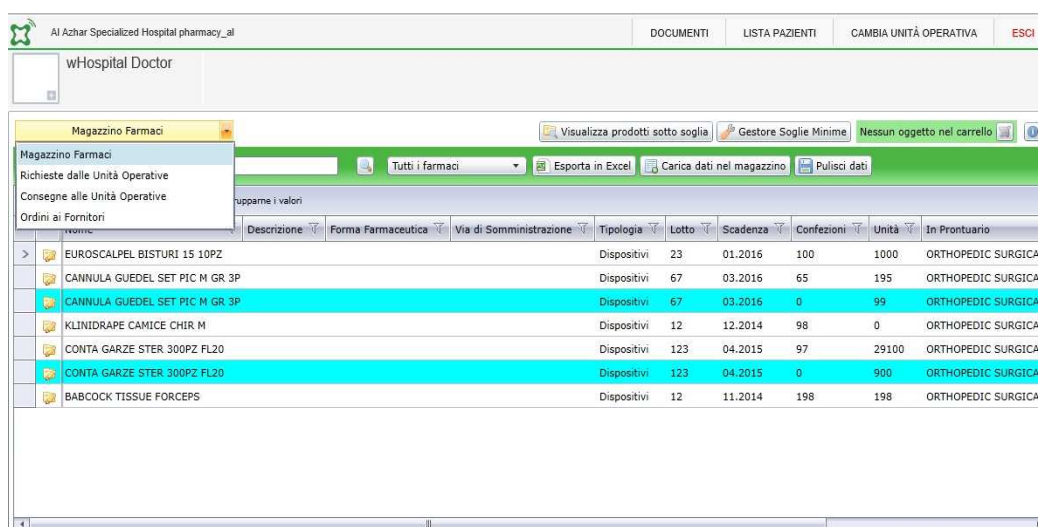 Al Azhar Specialized Hospital pharmacy_al DOCUMENTI LISTA PAZIENTI CAMBIA UNITÀ OPERATIVA ESCI
wHospital Doctor
Magazzino Farmaci Visualizza prodotti sotto soglia Gestore Soglie Minime Nessun oggetto nel carrello
Magazzino Farmaci
Richieste dalle Unità Operative
Consegne alle Unità Operative
Ordini ai Fornitori
Tutti i farmaci Esporta in Excel Carica dati nel magazzino Pulisci dati
rupparne i valori
Nome Descrizione Forma Farmaceutica Via di Somministrazione Tipologia Lotto Scadenza Confezioni Unità In Prontuario
EUROSCALPEL BISTURI 15 10PZ Dispositivi 23 01.2016 100 1000 ORTHOPEDIC SURGICA
CANNULA GUEDEL SET PIC M GR 3P Dispositivi 67 03.2016 65 195 ORTHOPEDIC SURGICA
CANNULA GUEDEL SET PIC M GR 3P Dispositivi 67 03.2016 0 99 ORTHOPEDIC SURGICA
KLINIDRAPE CAMICE CHIR M Dispositivi 12 12.2014 98 0 ORTHOPEDIC SURGICA
CONTA GARZE STER 300PZ FL20 Dispositivi 123 04.2015 97 29100 ORTHOPEDIC SURGICA
CONTA GARZE STER 300PZ FL20 Dispositivi 123 04.2015 0 900 ORTHOPEDIC SURGICA
BABCOCK TISSUE FORCEPS Dispositivi 12 11.2014 198 198 ORTHOPEDIC SURGICA